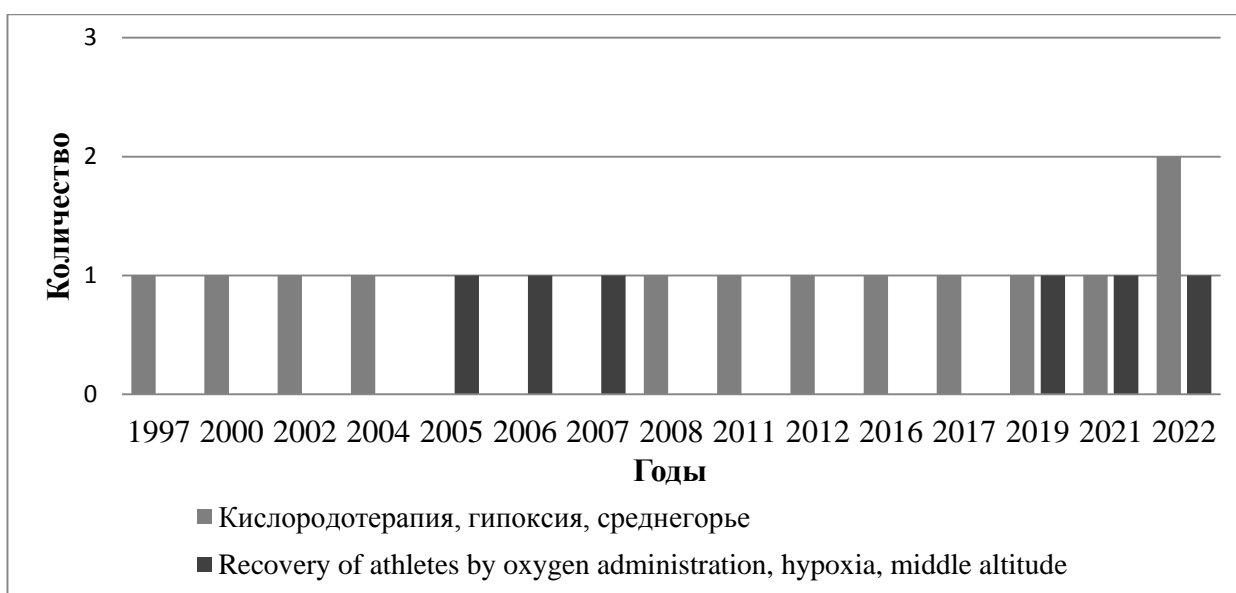 3
2
1
0
Количество
1997 2000 2002 2004 2005 2006 2007 2008 2011 2012 2016 2017 2019 2021 2022
Годы
Кислородотерапия, гипоксия, среднегорье
Recovery of athletes by oxygen administration, hypoxia, middle altitude